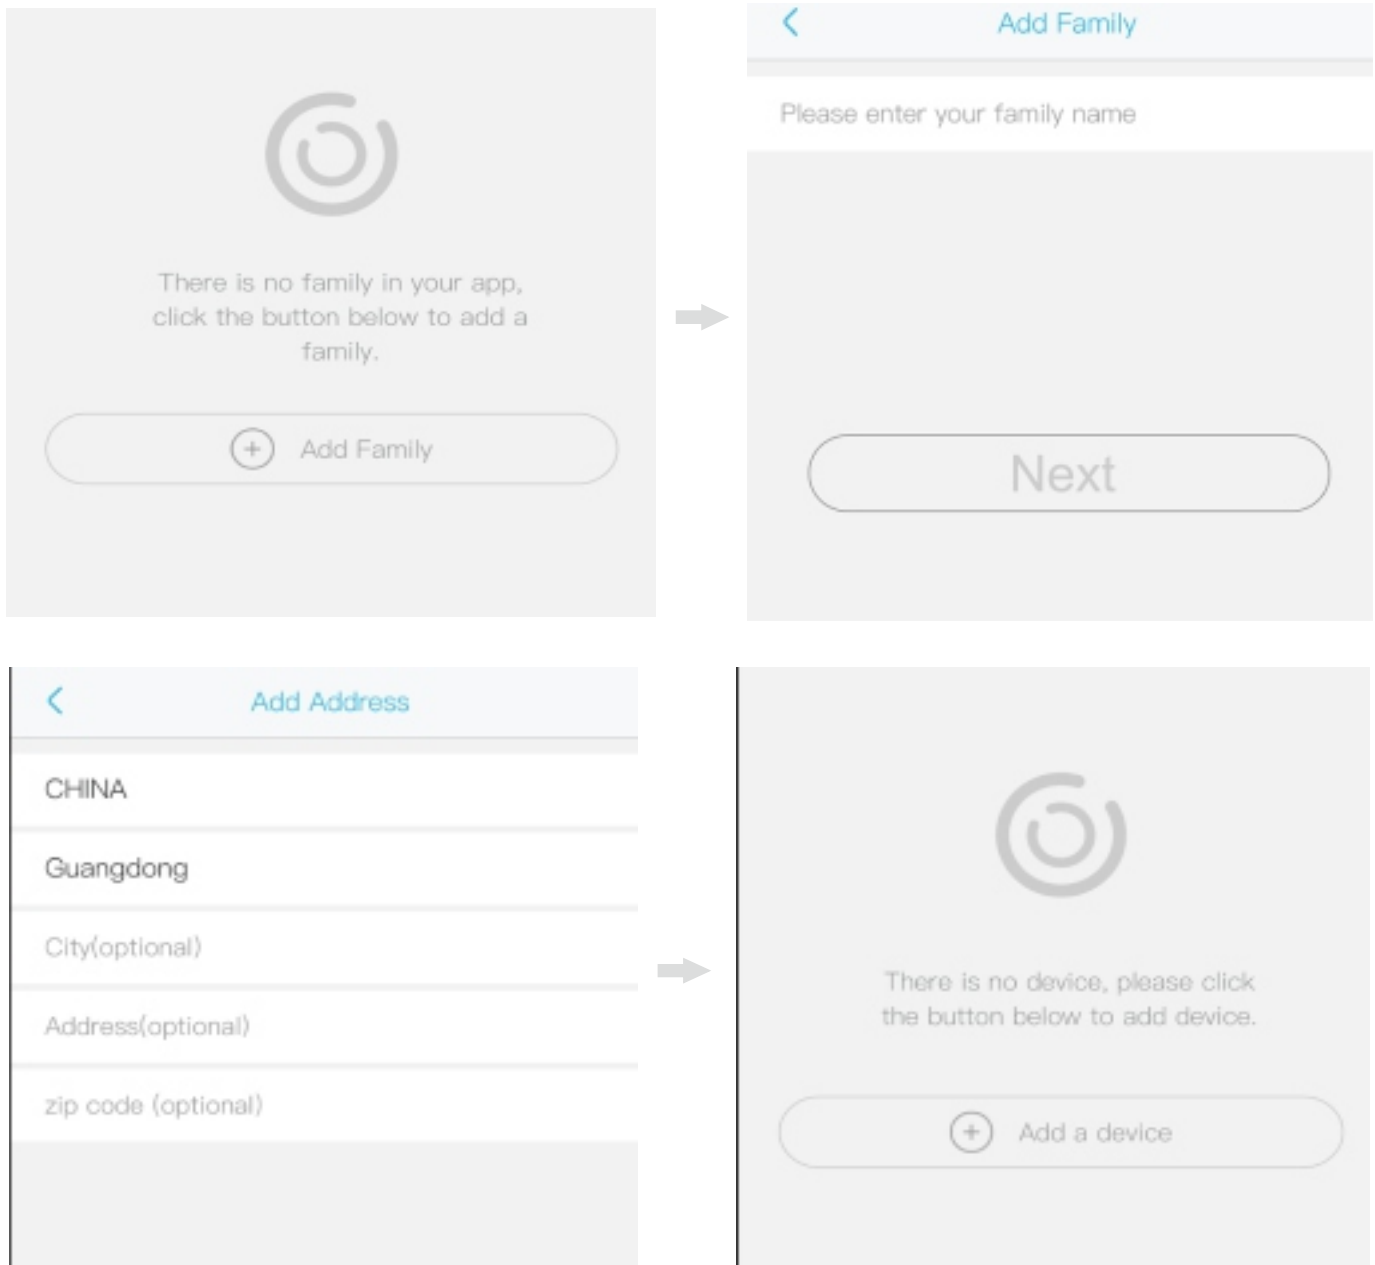 There is no family in your app,
click the button below to add a
family.
Add Family
Add Family
Please enter your family name
Next
Add Address
CHINA
Guangdong
City(optional)
Address(optional)
zip code (optional)
There is no device, please click
the button below to add device.
Add a device